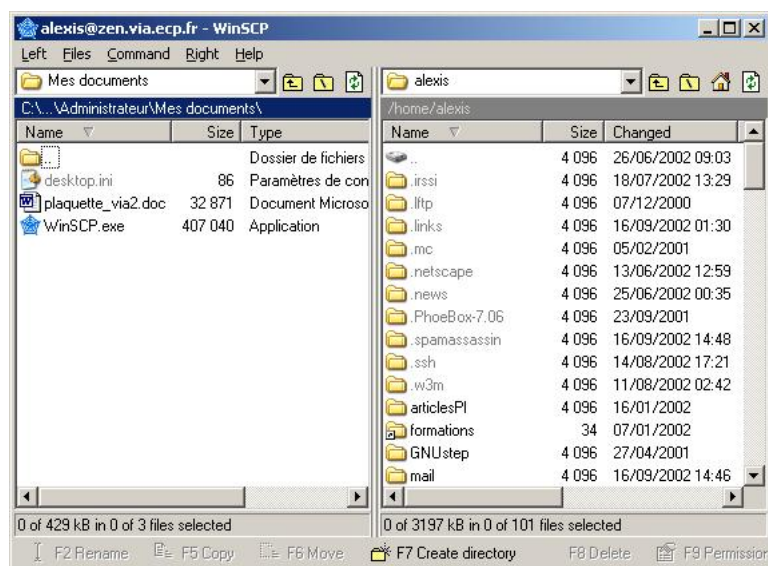 alexis@zen.via.ecp.fr - WinSCP
Left Files Command Right Help
Mes documents
C:\...\Administrateur\Mes documents\
Name Size Type
.. Dossier de fichiers
desktop.ini 86 Paramètres de con
plaquette_via2.doc 32 871 Document Microso
WinSCP.exe 407 040 Application
0 of 429 kB in 0 of 3 files selected
alexis
/home/alexis
Name Size Changed
.. 4 096 26/06/2002 09:03
.irssi 4 096 18/07/2002 13:29
.lftp 4 096 07/12/2000
.links 4 096 16/09/2002 01:30
.mc 4 096 05/02/2001
.netscape 4 096 13/06/2002 12:59
.news 4 096 25/06/2002 00:35
.PhoeBox-7.06 4 096 23/09/2001
.spamassassin 4 096 16/09/2002 14:48
.ssh 4 096 14/08/2002 17:21
.w3m 4 096 11/08/2002 02:42
articlesPI 4 096 16/01/2002
formations 34 07/01/2002
GNUstep 4 096 27/04/2001
mail 4 096 16/09/2002 14:46
0 of 3197 kB in 0 of 101 files selected
F2 Rename F5 Copy F6 Move F7 Create directory F8 Delete F9 Permission